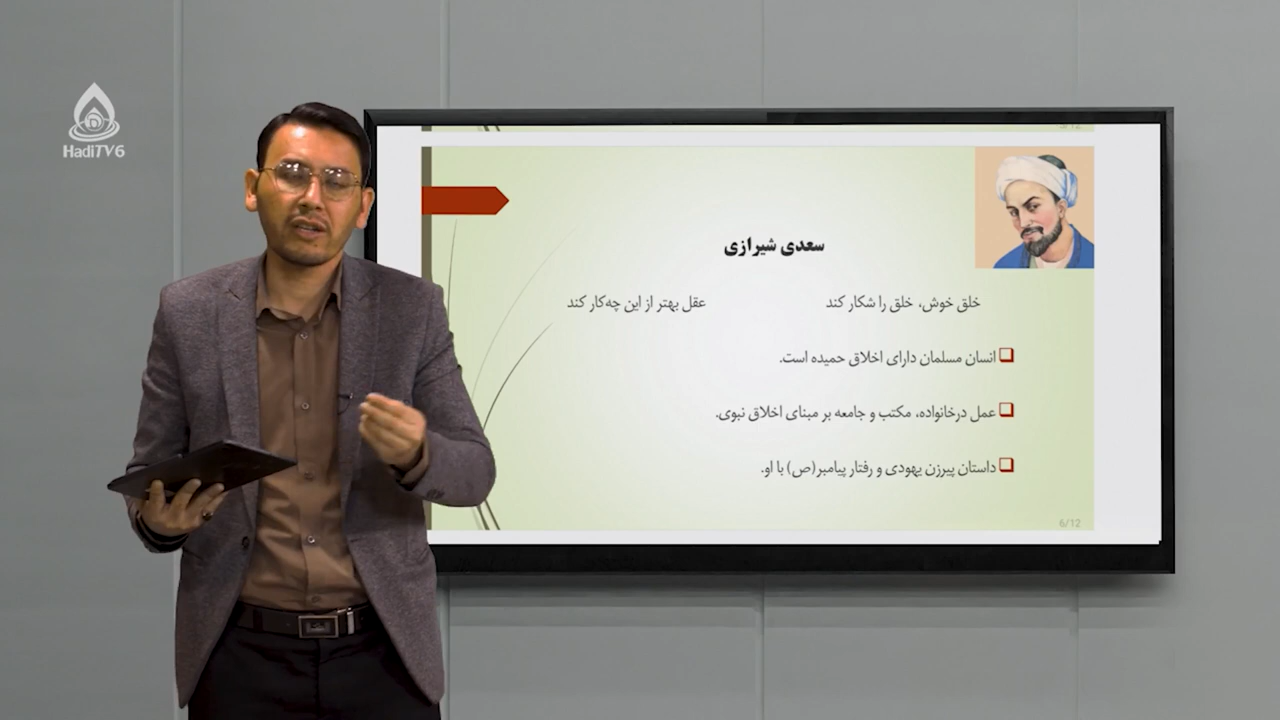 HadiTV6
سعدی شیرازی
خلق خوش، خلق را شکار کند عقل بهتر از این چه‌کار کند
انسان مسلمان دارای اخلاق حمیده است.
عمل درخانواده، مکتب و جامعه بر مبنای اخلاق نبوی.
داستان پیرزن یهودی و رفتار پیامبر(ص) با او.
6/12